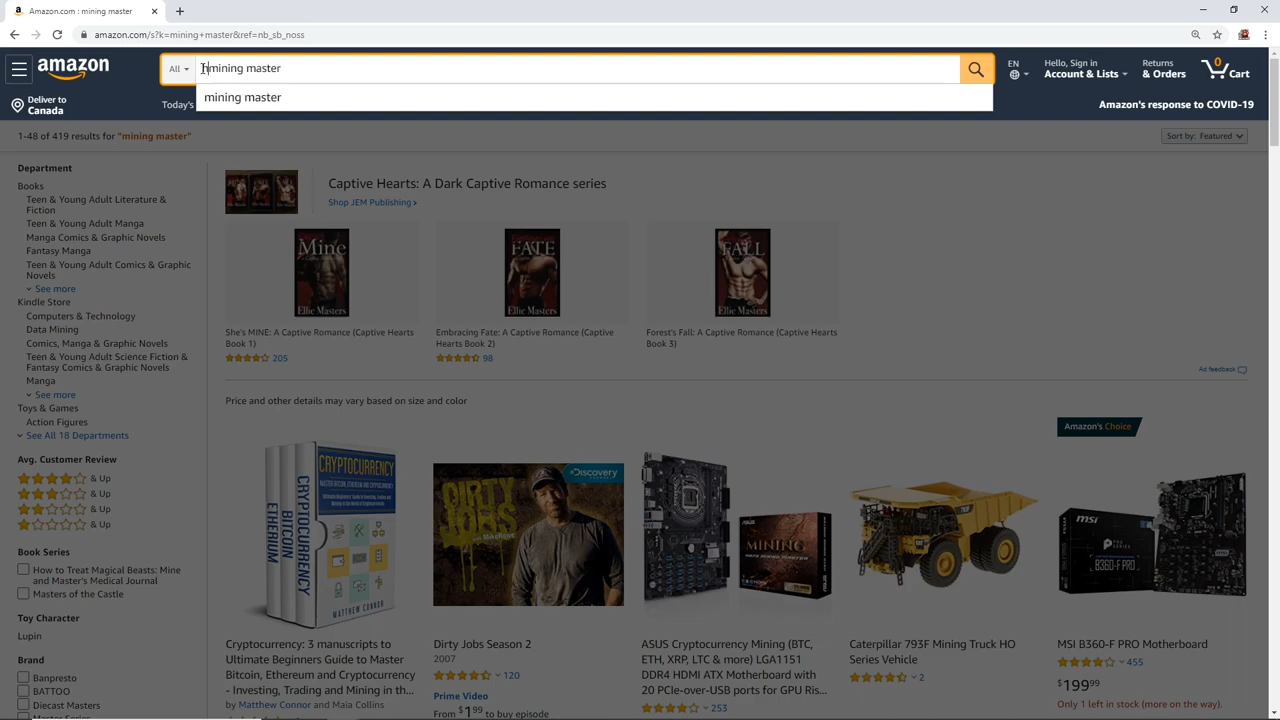 Amazon.com : mining master
amazon.com/s?k=mining+master&ref=nb_sb_noss
amazon
All
mining master
mining master
EN
Hello, Sign in
Account & Lists
Returns
& Orders
0
Cart
Deliver to
Canada
Today's
Amazon's response to COVID-19
1-48 of 419 results for "mining master"
Sort by: Featured
Department
Books
Teen & Young Adult Literature &
Fiction
Teen & Young Adult Manga
Manga Comics & Graphic Novels
Fantasy Manga
Teen & Young Adult Comics & Graphic
Novels
See more
Kindle Store
Computers & Technology
Data Mining
Comics, Manga & Graphic Novels
Teen & Young Adult Science Fiction &
Fantasy Comics & Graphic Novels
Manga
See more
Toys & Games
Action Figures
See All 18 Departments
Avg. Customer Review
& Up
& Up
& Up
& Up
Book Series
How to Treat Magical Beasts: Mine
and Master's Medical Journal
Masters of the Castle
Toy Character
Lupin
Brand
Banpresto
BATTOO
Diecast Masters
Captive Hearts: A Dark Captive Romance series
Shop JEM Publishing ›
Mine
Ellie Masters
FATE
Ellie Masters
FALL
Ellie Masters
She's MINE: A Captive Romance (Captive Hearts
Book 1)
205
Embracing Fate: A Captive Romance (Captive
Hearts Book 2)
98
Forest's Fall: A Captive Romance (Captive Hearts
Book 3)
Ad feedback
Price and other details may vary based on size and color
CRYPTOCURRENCY
ETHERIUM
BITCOIN
CRYPTOCURRENCY
MATTHEW CONNOR
Cryptocurrency: 3 manuscripts to
Ultimate Beginners Guide to Master
Bitcoin, Etherium and Cryptocurrency
- Investing, Trading and Mining in th...
by Matthew Connor and Maia Collins
Discovery
DIRTY
JOBS
Dirty Jobs Season 2
2007
120
Prime Video
From $1.99 to buy episode
ASUS
MINING
ASUS Cryptocurrency Mining (BTC,
ETH, XRP, LTC & more) LGA1151
DDR4 HDMI ATX Motherboard with
20 PCIe-over-USB ports for GPU Ris...
253
Caterpillar 793F Mining Truck HO
Series Vehicle
2
Amazon's Choice
msi
PRO
SERIES
B360-F PRO
MSI B360-F PRO Motherboard
455
$199.99
Only 1 left in stock (more on the way).